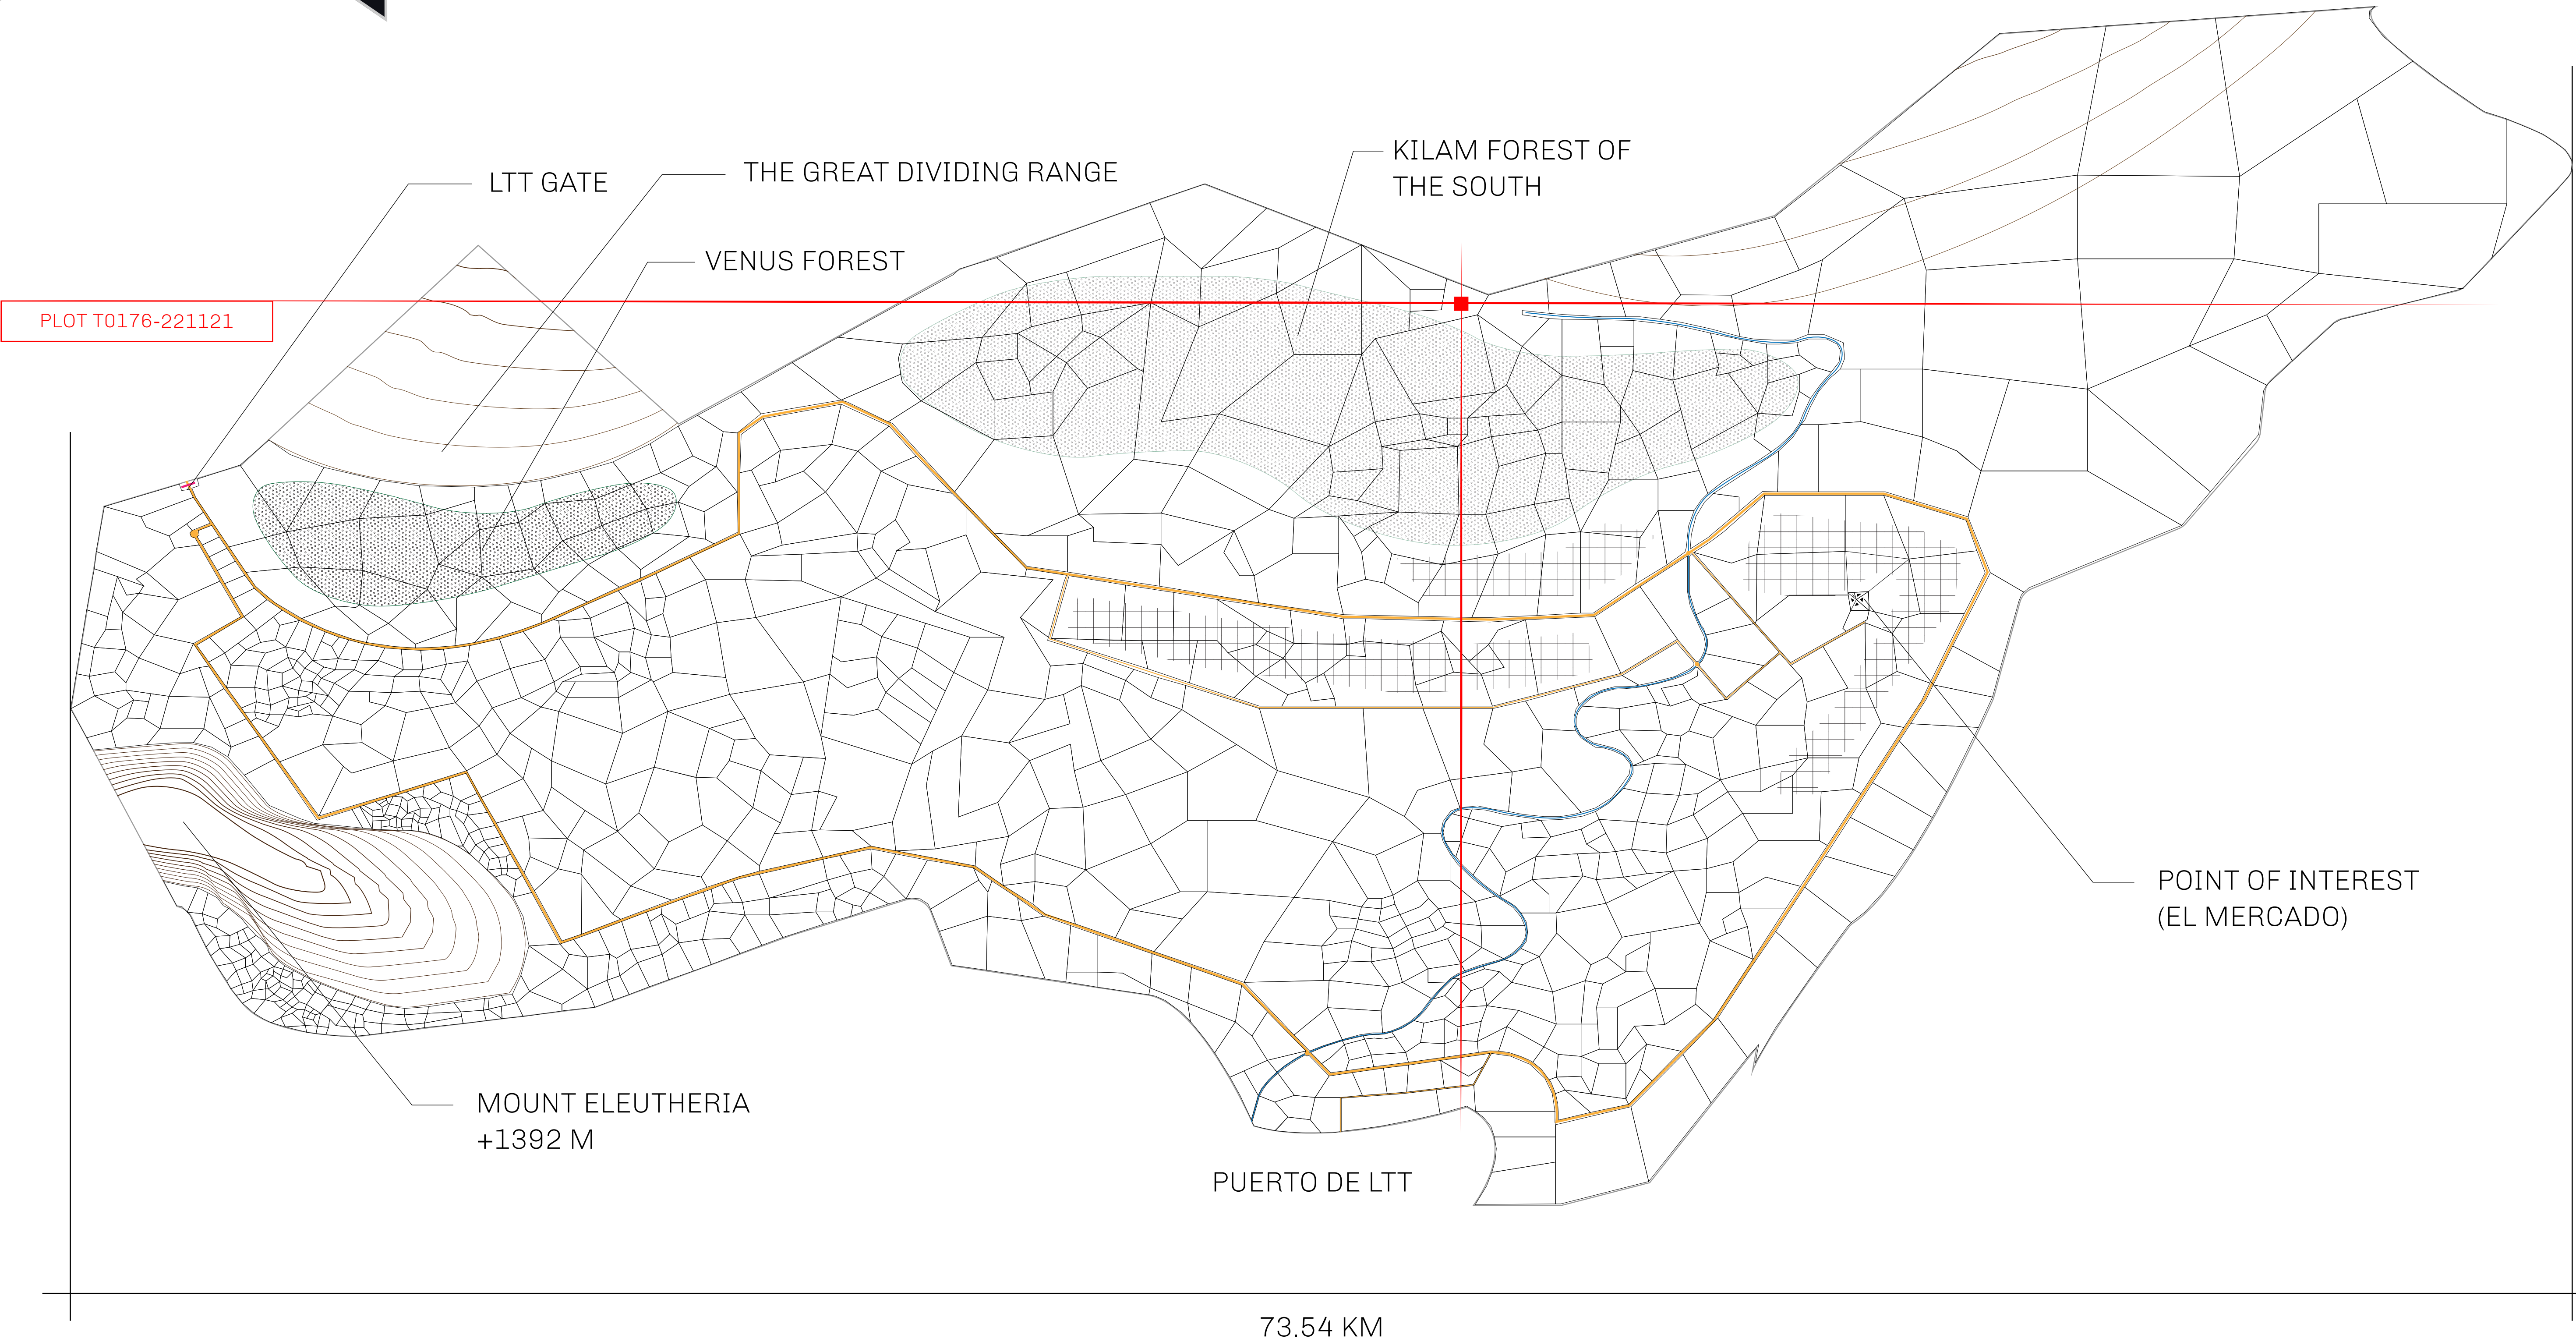 KILAM FOREST OF
THE SOUTH
THE GREAT DIVIDING RANGE
LTT GATE
VENUS FOREST
PLOT T0176-221121
POINT OF INTEREST
(EL MERCADO)
MOUNT ELEUTHERIA
+1392 M
PUERTO DE LTT
73.54 KM